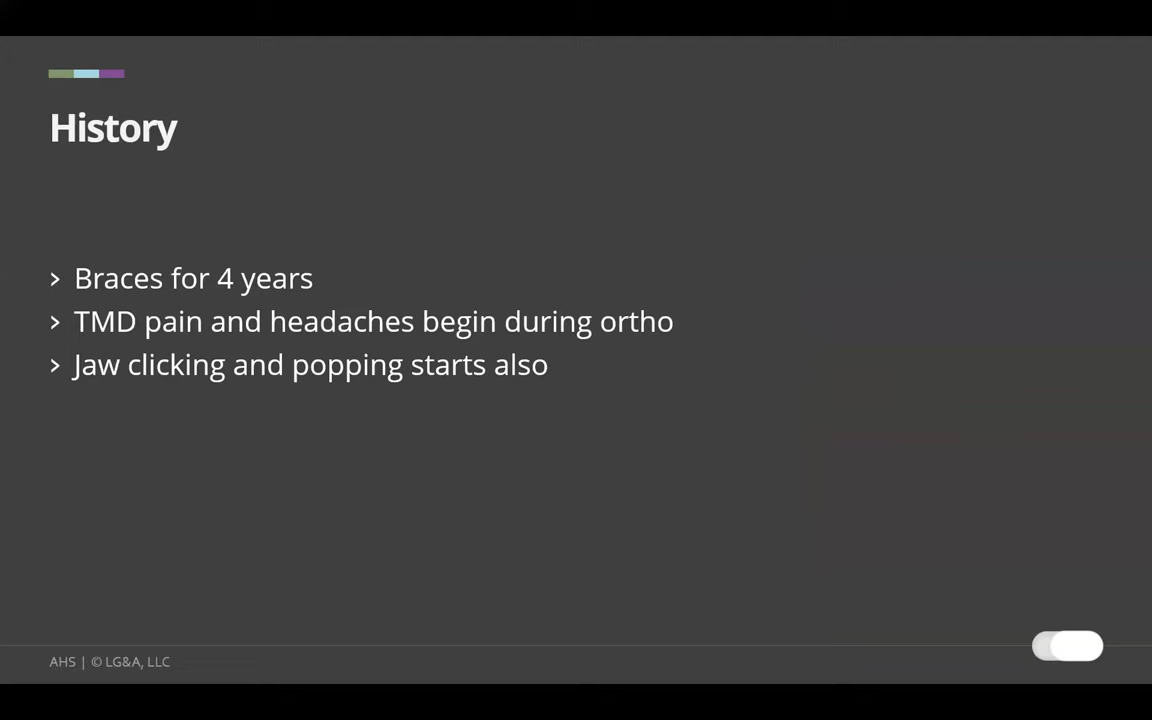 History
› Braces for 4 years
› TMD pain and headaches begin during ortho
› Jaw clicking and popping starts also
AHS | © LG&A, LLC